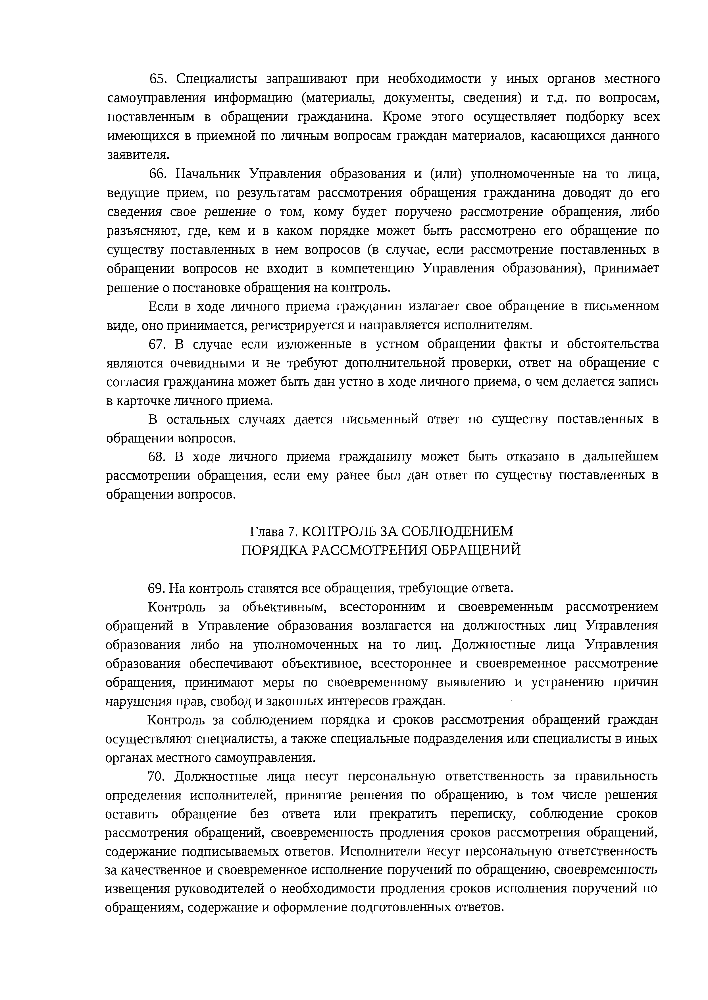 65. Специалисты запрашивают при необходимости у иных органов местного
самоуправления информацию (материалы, документы, сведения) и т.д. по вопросам,
поставленным в обращении гражданина. Кроме этого осуществляет подборку всех
имеющихся в приемной по личным вопросам граждан материалов, касающихся данного
заявителя.
66. Начальник Управления образования и (или) уполномоченные на то лица,
ведущие прием, по результатам рассмотрения обращения гражданина доводят до его
сведения свое решение о том, кому будет поручено рассмотрение обращения, либо
разъясняют, где, кем и в каком порядке может быть рассмотрено его обращение по
существу поставленных в нем вопросов (в случае, если рассмотрение поставленных в
обращении вопросов не входит в компетенцию Управления образования), принимает
решение о постановке обращения на контроль.
Если в ходе личного приема гражданин излагает свое обращение в письменном
виде, оно принимается, регистрируется и направляется исполнителям.
67. В случае если изложенные в устном обращении факты и обстоятельства
являются очевидными и не требуют дополнительной проверки, ответ на обращение с
согласия гражданина может быть дан устно в ходе личного приема, о чем делается запись
в карточке личного приема.
В остальных случаях дается письменный ответ по существу поставленных в
обращении вопросов.
68. В ходе личного приема гражданину может быть отказано в дальнейшем
рассмотрении обращения, если ему ранее был дан ответ по существу поставленных в
обращении вопросов.
Глава 7. КОНТРОЛЬ ЗА СОБЛЮДЕНИЕМ
ПОРЯДКА РАССМОТРЕНИЯ ОБРАЩЕНИЙ
69. На контроль ставятся все обращения, требующие ответа.
Контроль за объективным, всесторонним и своевременным рассмотрением
обращений в Управление образования возлагается на должностных лиц Управления
образования либо на уполномоченных на то лиц. Должностные лица Управления
образования обеспечивают объективное, всестороннее и своевременное рассмотрение
обращения, принимают меры по своевременному выявлению и устранению причин
нарушения прав, свобод и законных интересов граждан.
Контроль за соблюдением порядка и сроков рассмотрения обращений граждан
осуществляют специалисты, а также специальные подразделения или специалисты в иных
органах местного самоуправления.
70. Должностные лица несут персональную ответственность за правильность
определения исполнителей, принятие решения по обращению, в том числе решения
оставить обращение без ответа или прекратить переписку, соблюдение сроков
рассмотрения обращений, своевременность продления сроков рассмотрения обращений,
содержание подписываемых ответов. Исполнители несут персональную ответственность
за качественное и своевременное исполнение поручений по обращению, своевременность
извещения руководителей о необходимости продления сроков исполнения поручений по
обращениям, содержание и оформление подготовленных ответов.